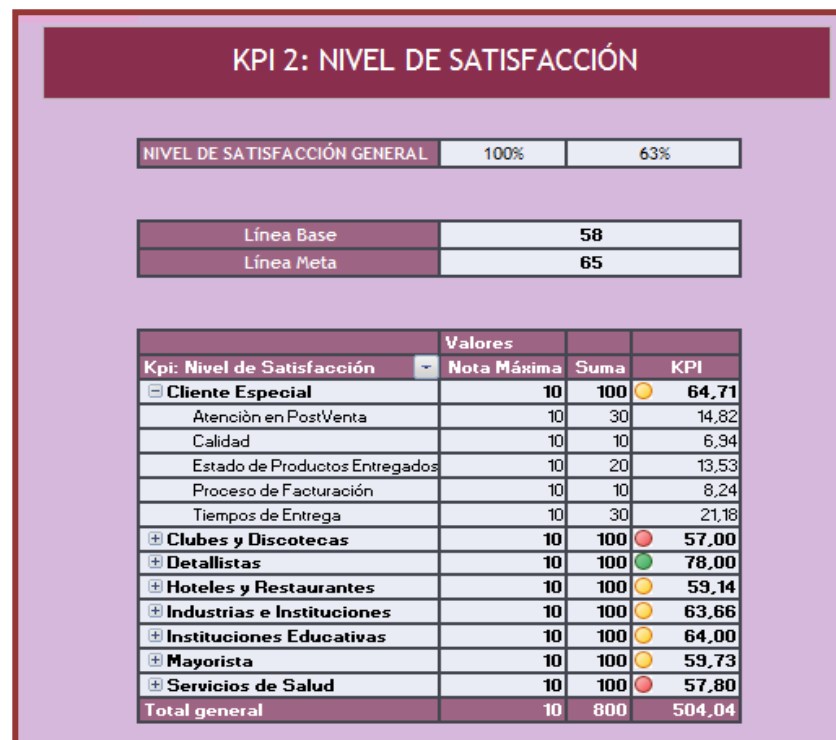 KPI 2: NIVEL DE SATISFACCIÓN
NIVEL DE SATISFACCIÓN GENERAL 100% 63%
Línea Base 58
Línea Meta 65
Valores
Kpi: Nivel de Satisfacción Nota Máxima Suma KPI
Cliente Especial 10 100 64,71
Atenciòn en PostVenta 10 30 14,82
Calidad 10 10 6,94
Estado de Productos Entregados 10 20 13,53
Proceso de Facturación 10 10 8,24
Tiempos de Entrega 10 30 21,18
Clubes y Discotecas 10 100 57,00
Detallistas 10 100 78,00
Hoteles y Restaurantes 10 100 59,14
Industrias e Instituciones 10 100 63,66
Instituciones Educativas 10 100 64,00
Mayorista 10 100 59,73
Servicios de Salud 10 100 57,80
Total general 10 800 504,04